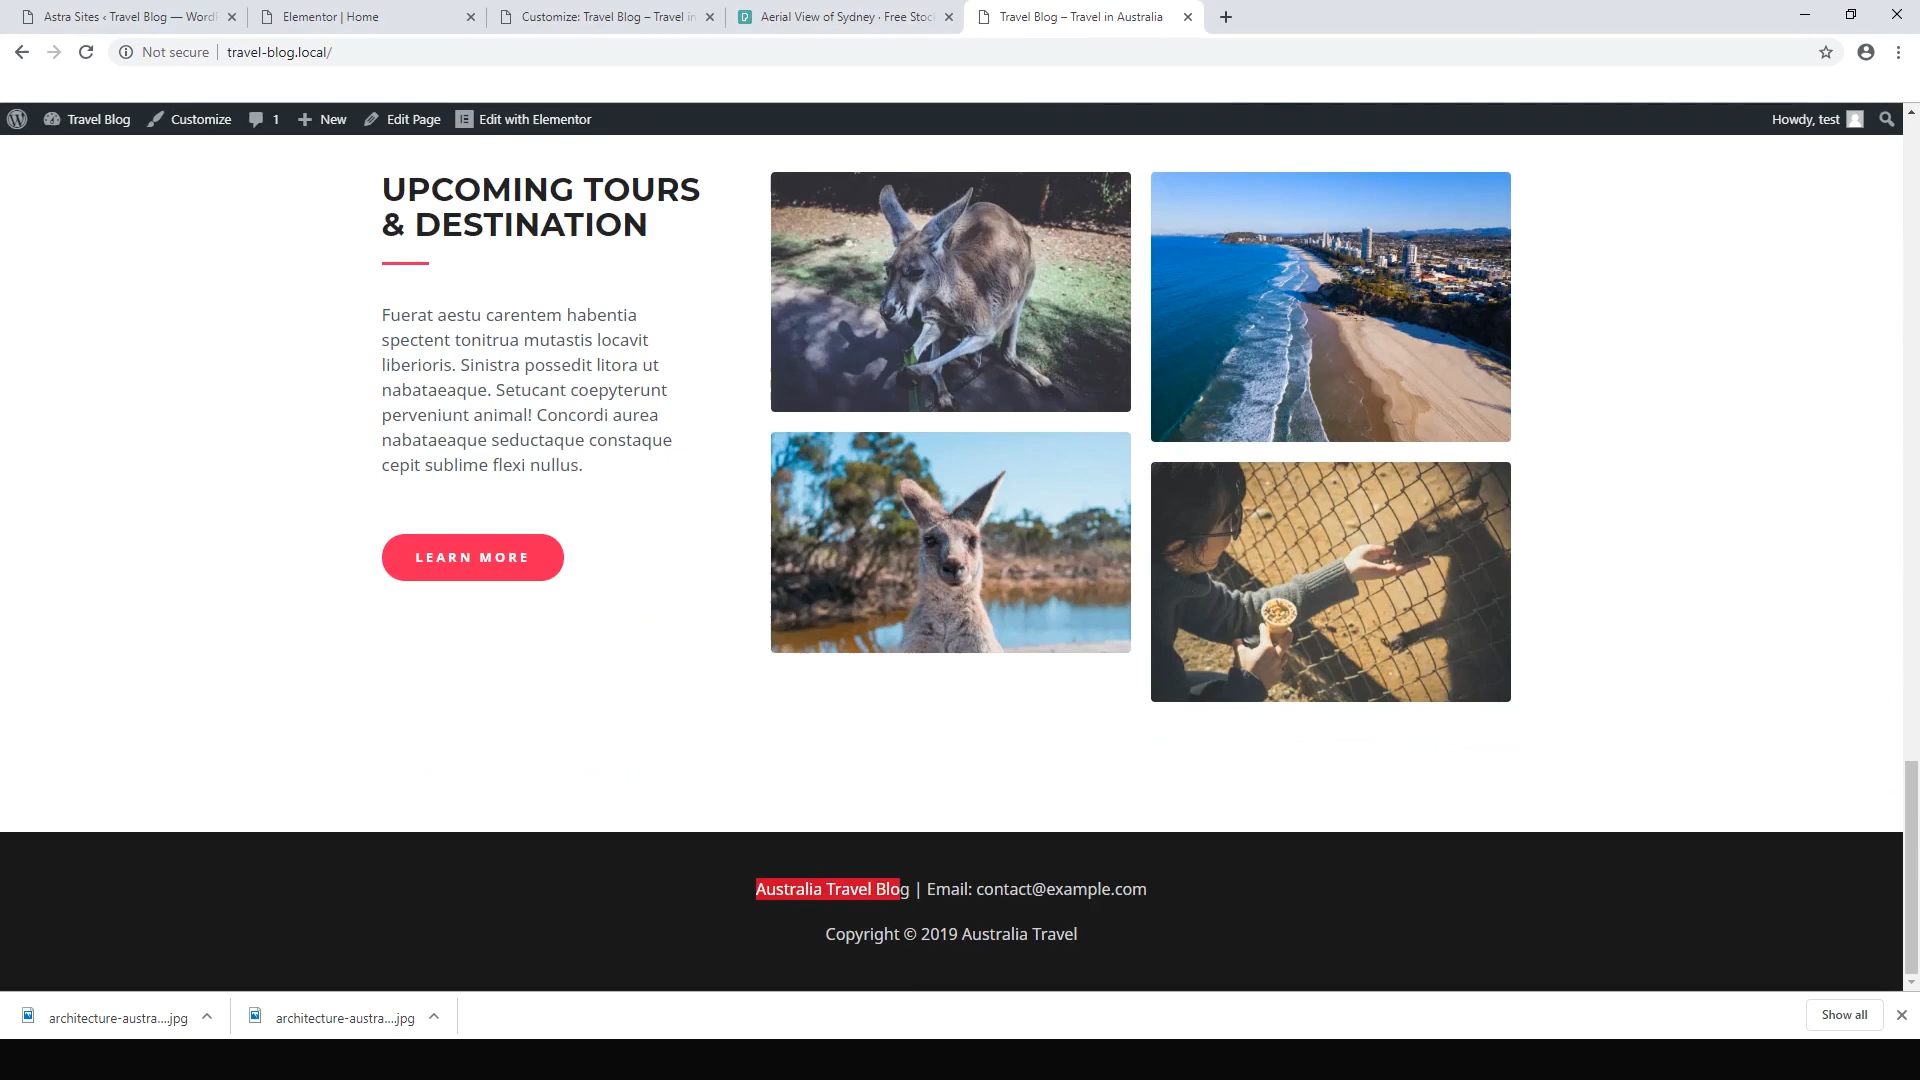 Astra Sites ‹ Travel Blog — Word
Elementor | Home
Customize: Travel Blog – Travel in
Aerial View of Sydney · Free Stoc
Travel Blog – Travel in Australia
Not secure
travel-blog.local/
Travel Blog
Customize
1
New
Edit Page
Edit with Elementor
Howdy, test
UPCOMING TOURS
& DESTINATION
Fuerat aestu carentem habentia
spectent tonitrua mutastis locavit
liberioris. Sinistra possedit litora ut
nabataeaque. Setucant coepyterunt
perveniunt animal! Concordi aurea
nabataeaque seductaque constaque
cepit sublime flexi nullus.
LEARN MORE
Australia Travel Blog | Email: contact@example.com
Copyright © 2019 Australia Travel
architecture-austra....jpg
architecture-austra....jpg
Show all